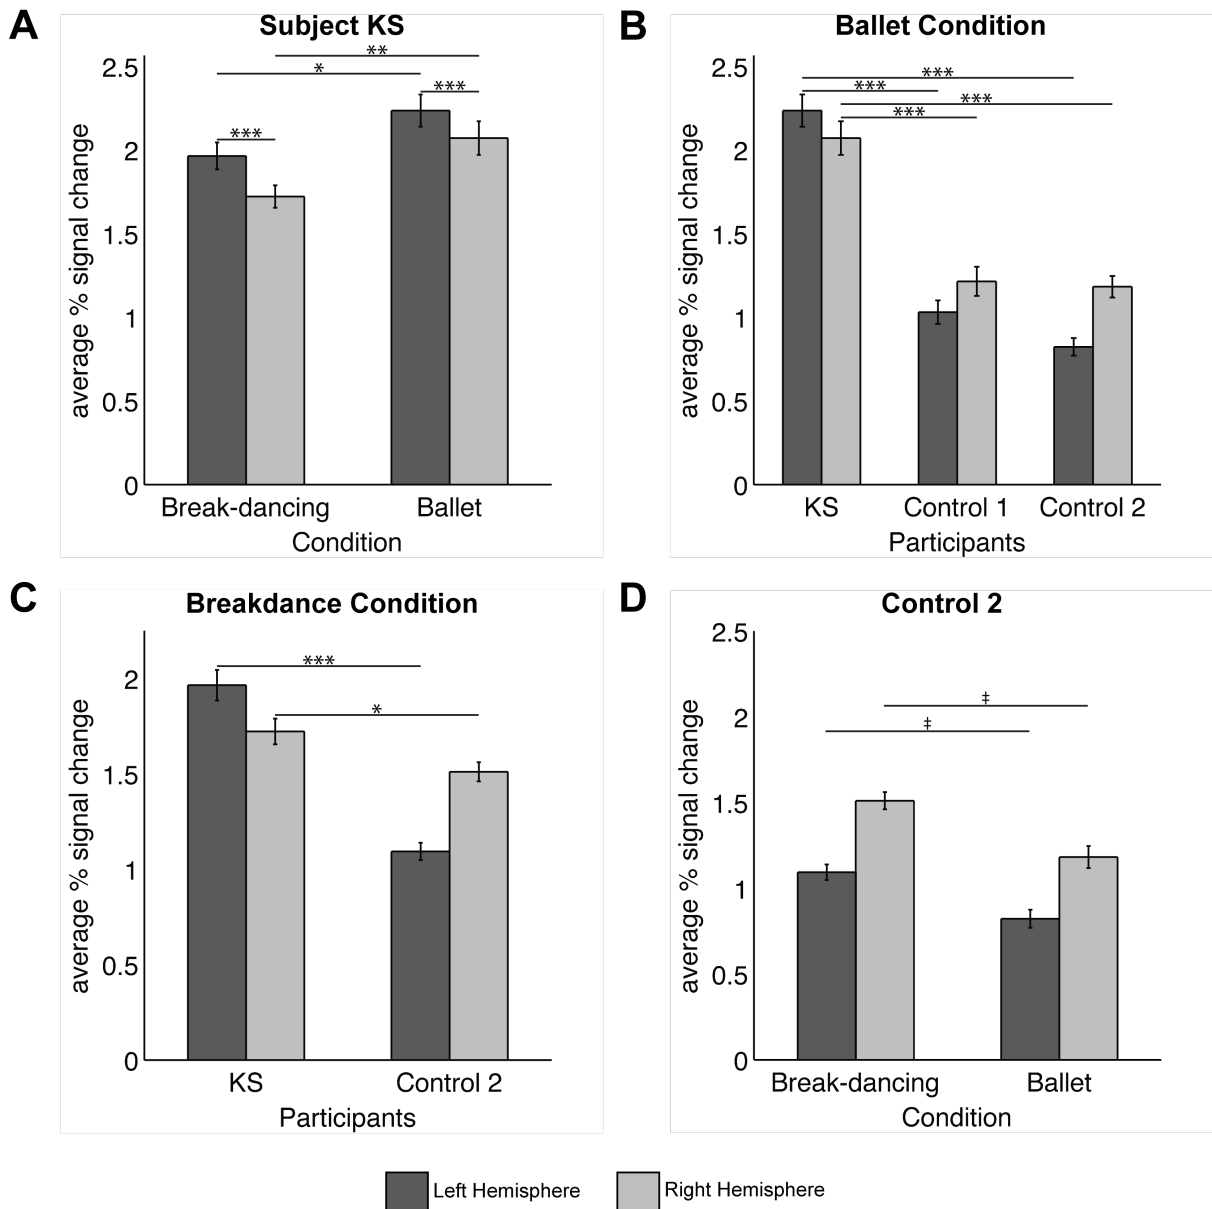 A
Subject KS
average % signal change
2.5
2
1.5
1
0.5
0
**
*
***
***
Break-dancing
Ballet
Condition
B
Ballet Condition
average % signal change
2.5
2
1.5
1
0.5
0
***
***
***
***
KS
Control 1
Control 2
Participants
C
Breakdance Condition
average % signal change
2
1.5
1
0.5
0
***
*
KS
Control 2
Participants
D
Control 2
average % signal change
2.5
2
1.5
1
0.5
0
‡
‡
Break-dancing
Ballet
Condition
Left Hemisphere
Right Hemisphere